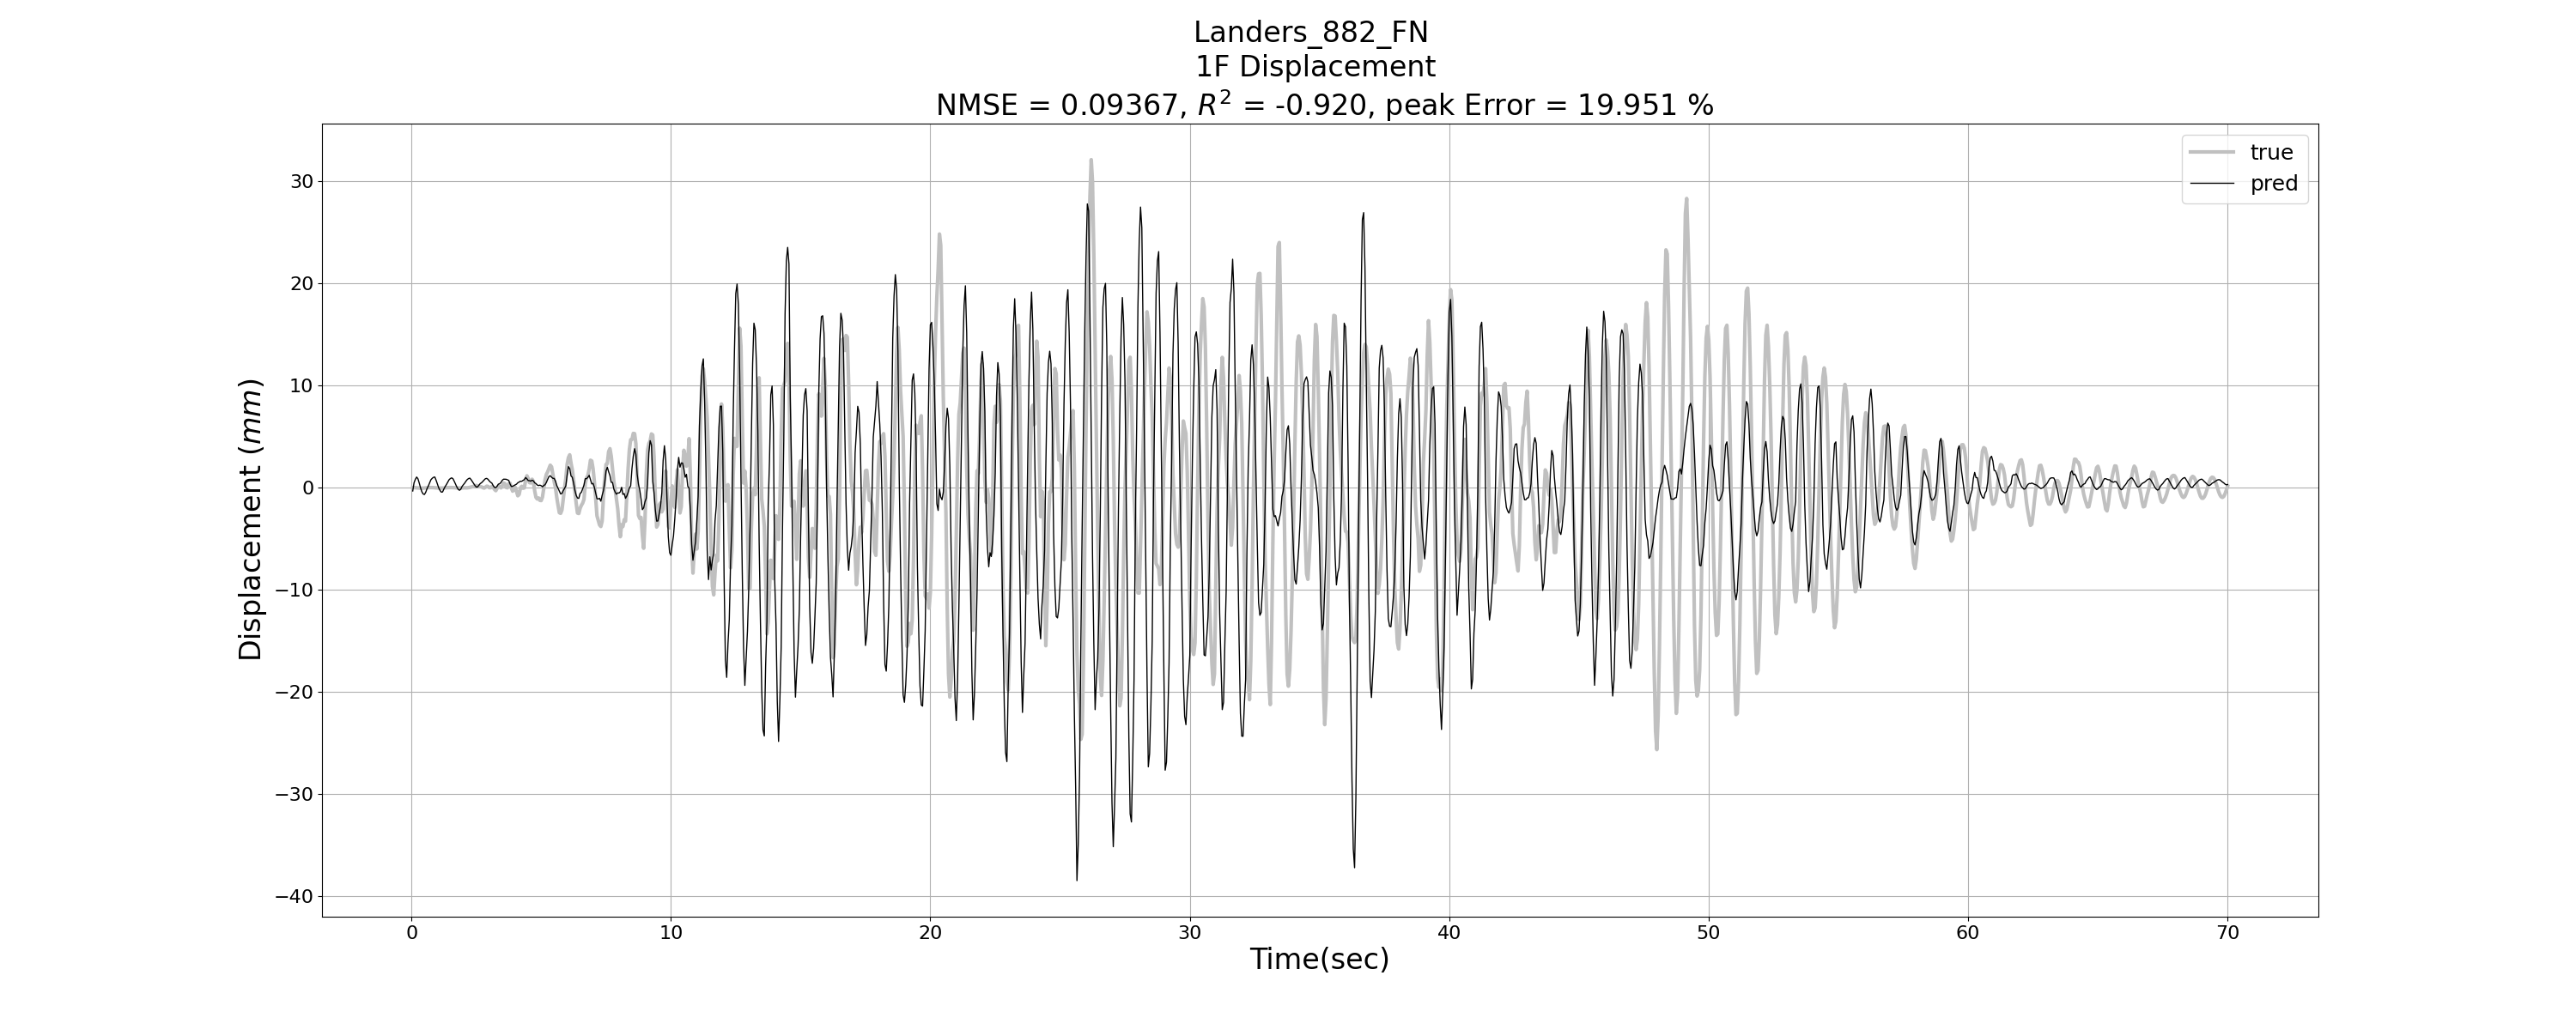 Landers_882_FN
1F Displacement
NMSE = 0.09367, R² = -0.920, peak Error = 19.951 %
true
pred
Displacement (mm)
30
20
10
0
−10
−20
−30
−40
0 10 20 30 40 50 60 70
Time(sec)